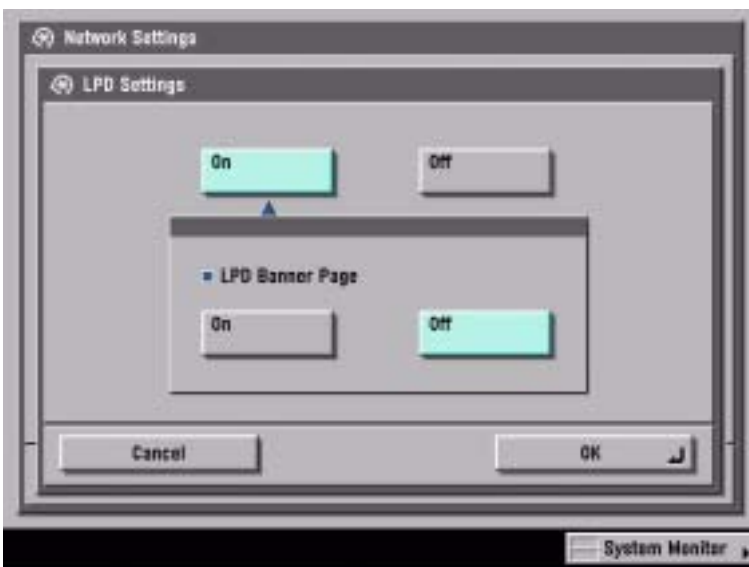 Network Settings
LPD Settings
On
Off
LPD Banner Page
On
Off
Cancel
OK
System Monitor